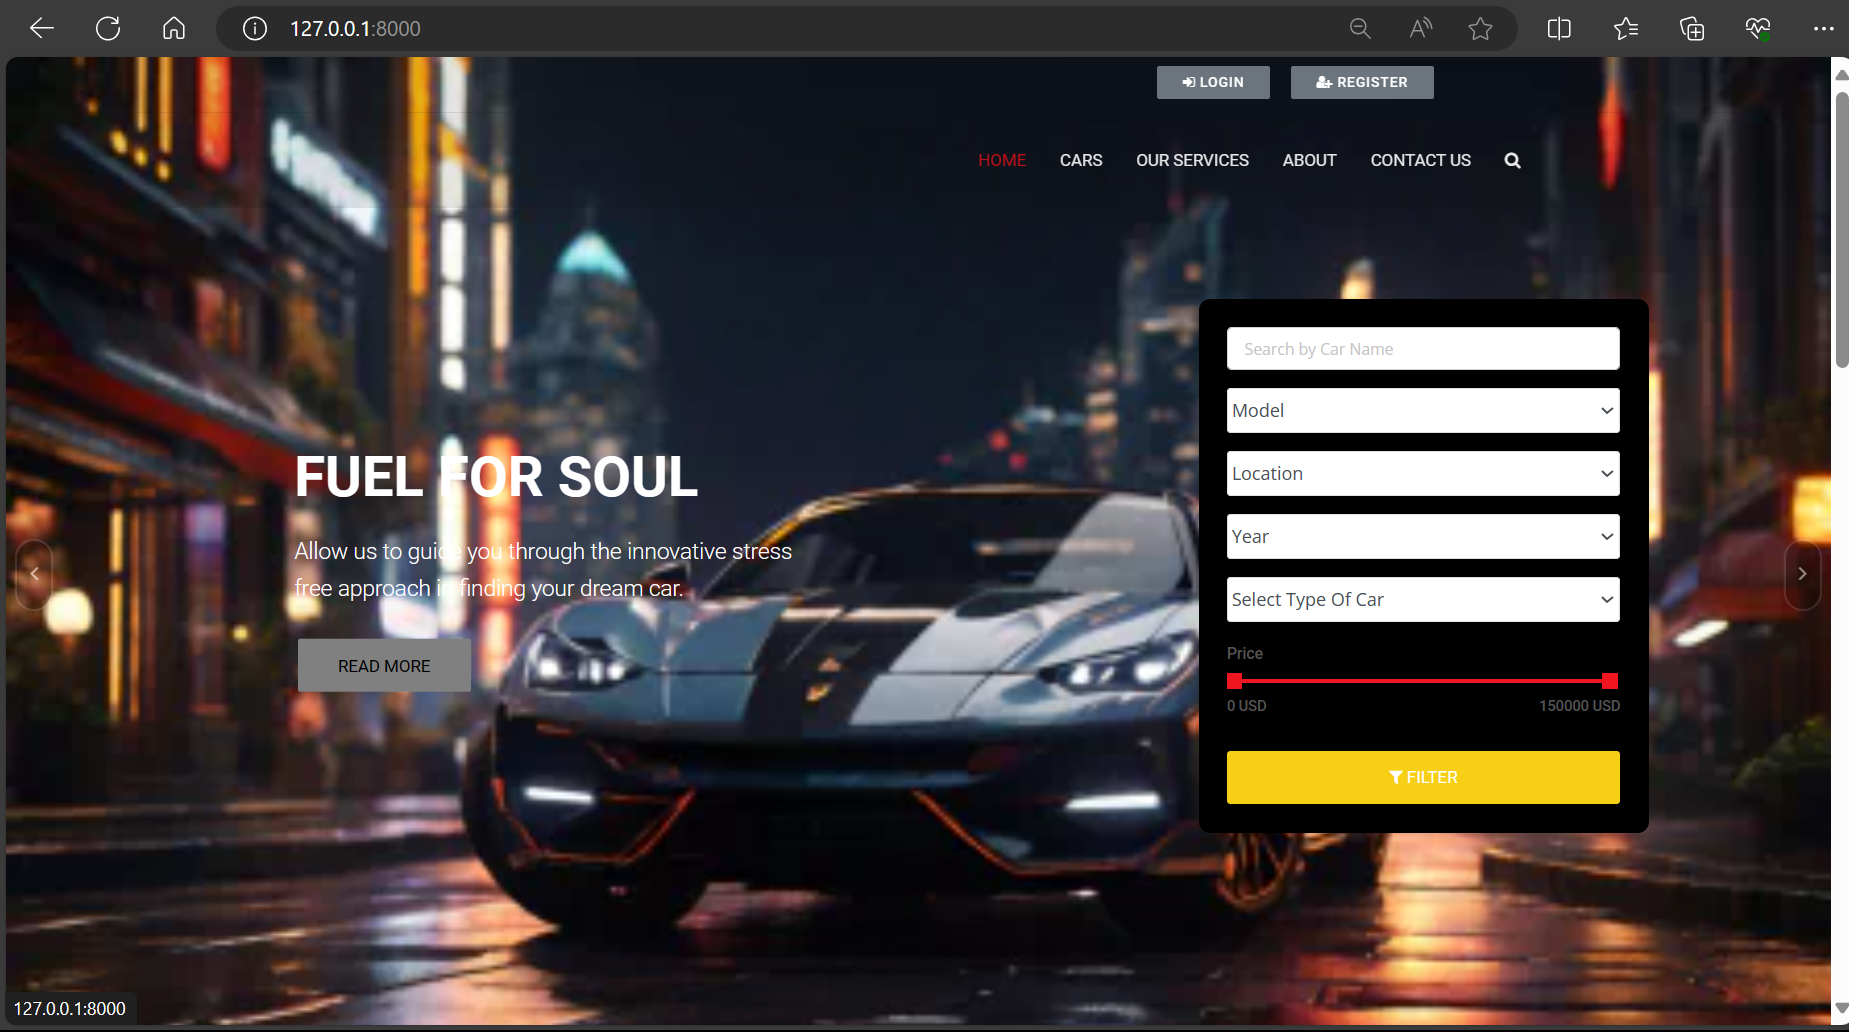 127.0.0.1:8000
LOGIN
REGISTER
HOME
CARS
OUR SERVICES
ABOUT
CONTACT US
Search by Car Name
Model
Location
Year
Select Type Of Car
Price
0 USD
150000 USD
FILTER
FUEL FOR SOUL
Allow us to guide you through the innovative stress
free approach in finding your dream car.
READ MORE
127.0.0.1:8000